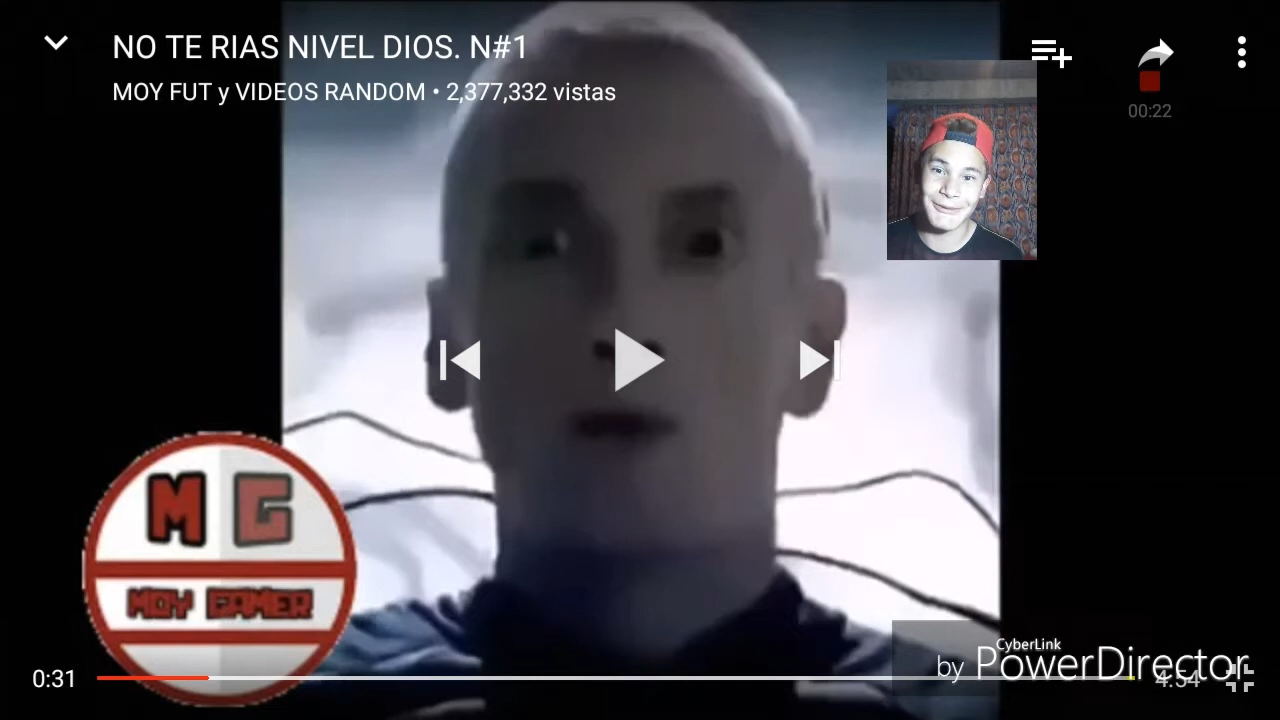 NO TE RIAS NIVEL DIOS. N#1
MOY FUT y VIDEOS RANDOM • 2,377,332 vistas
00:22
M G
MOY GAMER
CyberLink
by PowerDirector
0:31
4:54